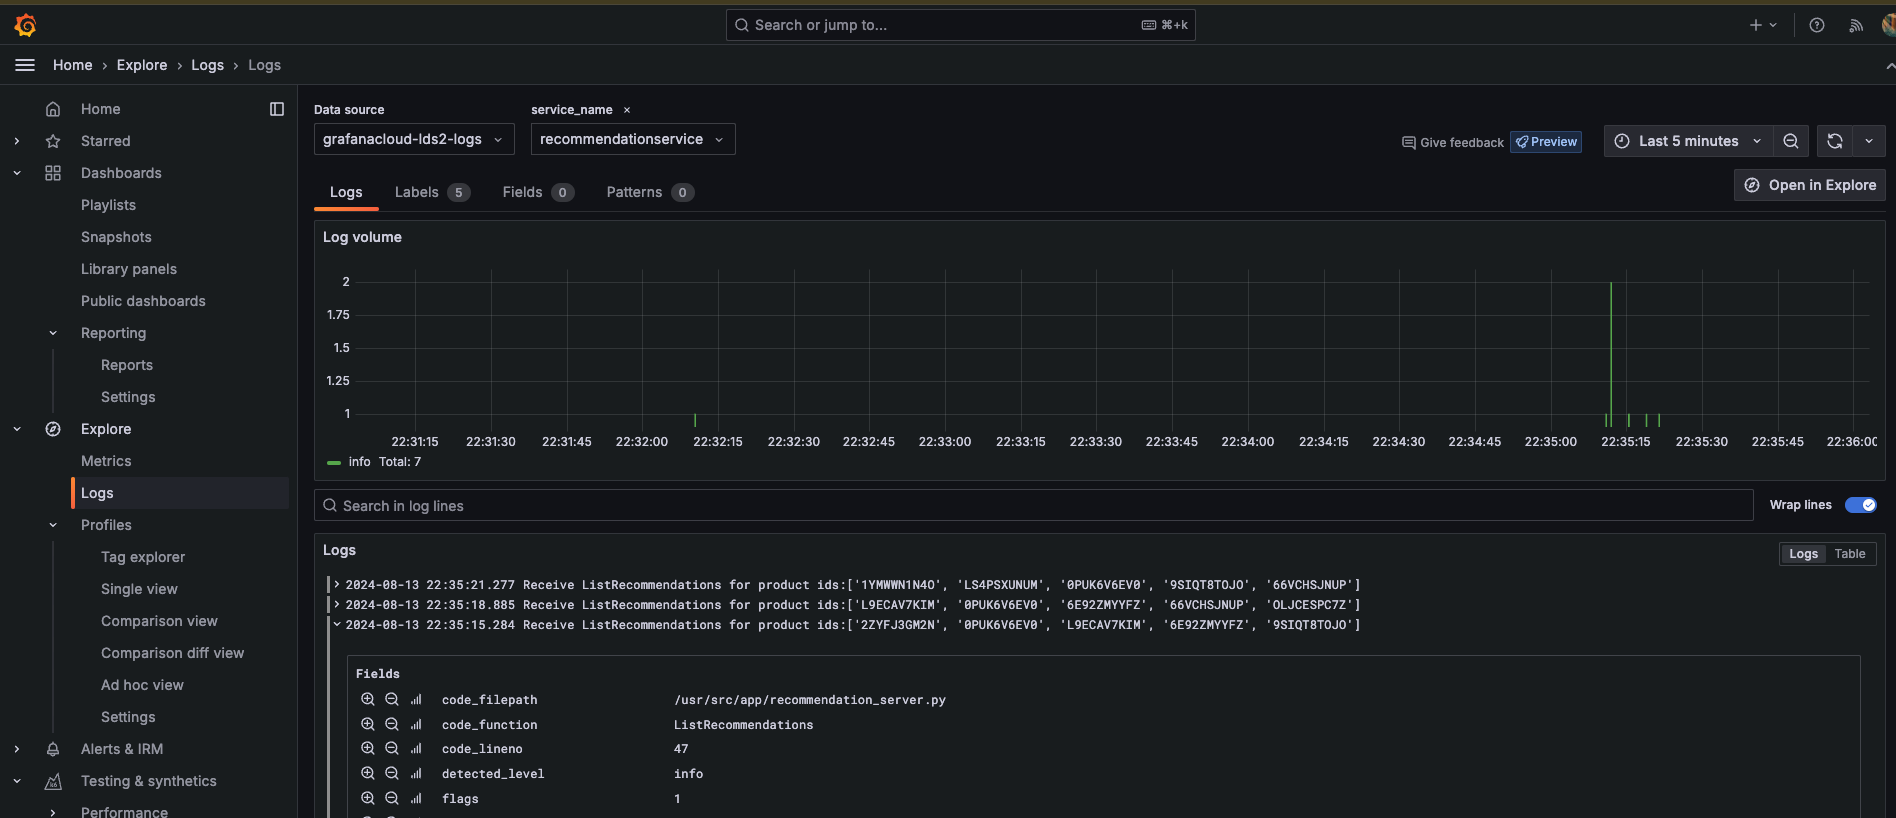 Search or jump to...
⌘+k
Home › Explore › Logs › Logs
Home
Starred
Dashboards
Playlists
Snapshots
Library panels
Public dashboards
Reporting
Reports
Settings
Explore
Metrics
Logs
Profiles
Tag explorer
Single view
Comparison view
Comparison diff view
Ad hoc view
Settings
Alerts & IRM
Testing & synthetics
Performance
Data source
service_name ×
grafanacloud-lds2-logs
recommendationservice
Give feedback
Preview
Last 5 minutes
Logs
Labels 5
Fields 0
Patterns 0
Open in Explore
Log volume
2
1.75
1.5
1.25
1
22:31:15 22:31:30 22:31:45 22:32:00 22:32:15 22:32:30 22:32:45 22:33:00 22:33:15 22:33:30 22:33:45 22:34:00 22:34:15 22:34:30 22:34:45 22:35:00 22:35:15 22:35:30 22:35:45 22:36:00
info Total: 7
Search in log lines
Wrap lines
Logs
Logs Table
2024-08-13 22:35:21.277 Receive ListRecommendations for product ids:['1YMWWN1N4O', 'LS4PSXUNUM', '0PUK6V6EV0', '9SIQT8TOJO', '66VCHSJNUP']
2024-08-13 22:35:18.885 Receive ListRecommendations for product ids:['L9ECAV7KIM', '0PUK6V6EV0', '6E92ZMYYFZ', '66VCHSJNUP', 'OLJCESPC7Z']
2024-08-13 22:35:15.284 Receive ListRecommendations for product ids:['2ZYFJ3GM2N', '0PUK6V6EV0', 'L9ECAV7KIM', '6E92ZMYYFZ', '9SIQT8TOJO']
Fields
code_filepath /usr/src/app/recommendation_server.py
code_function ListRecommendations
code_lineno 47
detected_level info
flags 1